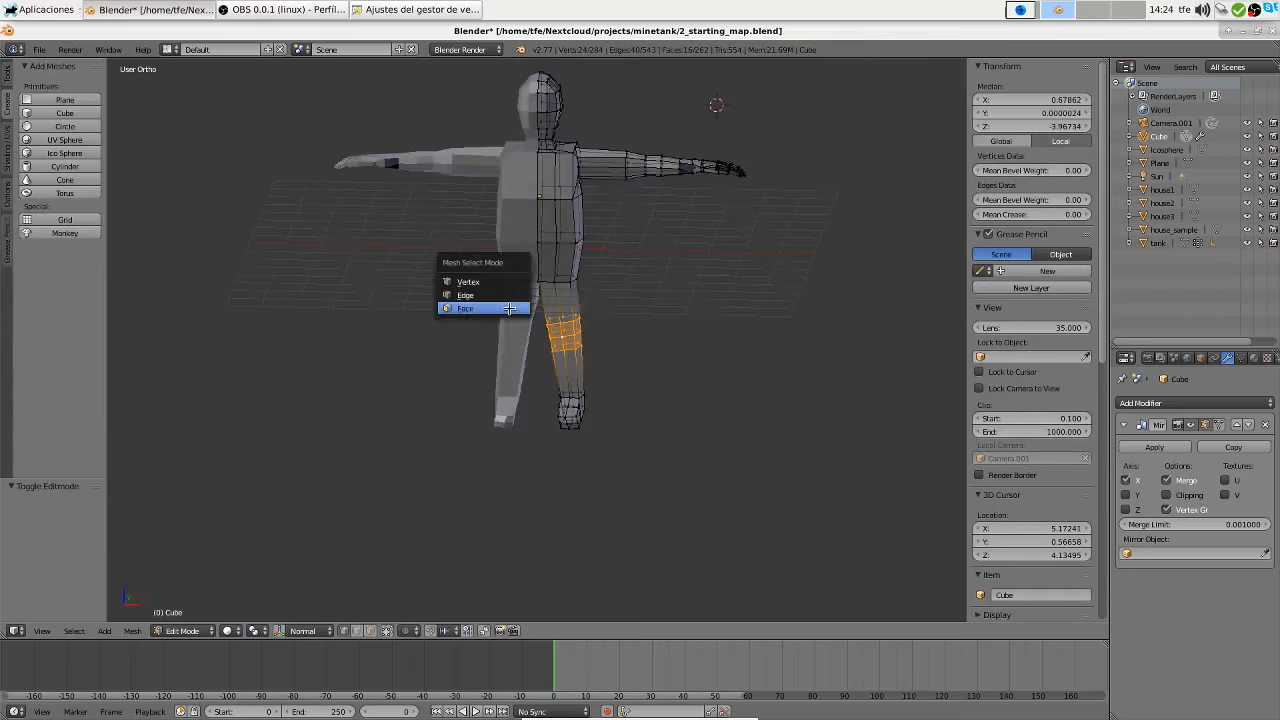 Aplicaciones
Blender* [/home/tfe/Nex...
OBS 0.0.1 (linux) - Perfíl...
Ajustes del gestor de ve...
14:24 tfe
Blender* [/home/tfe/Nextcloud/projects/minetank/2_starting_map.blend]
File Render Window Help Default Scene Blender Render v2.77 | Verts:24/284 | Edges:40/543 | Faces:16/262 | Tris:554 | Mem:21.69M | Cube
View Search All Scenes
Add Meshes
Primitives:
Plane
Cube
Circle
UV Sphere
Ico Sphere
Cylinder
Cone
Torus
Special:
Grid
Monkey
Toggle Editmode
Tools
Create
Shading / UVs
Options
Grease Pencil
User Ortho
Mesh Select Mode
Vertex
Edge
Face
(0) Cube
Transform
Median:
X: 0.67862
Y: 0.0000024
Z: -3.96734
Global Local
Vertices Data:
Mean Bevel Weight: 0.00
Edges Data:
Mean Bevel Weight: 0.00
Mean Crease: 0.00
Grease Pencil
Scene Object
New
New Layer
View
Lens: 35.000
Lock to Object:
Lock to Cursor
Lock Camera to View
Clip:
Start: 0.100
End: 1000.000
Local Camera:
Camera.001
Render Border
3D Cursor
Location:
X: 5.17241
Y: 0.56658
Z: 4.13495
Item
Cube
Display
Scene
RenderLayers
World
Camera.001
Cube
Icosphere
Plane
Sun
house1
house2
house3
house_sample
tank
Cube
Add Modifier
Mir
Apply Copy
Axis: Options: Textures:
X Merge U
Y Clipping V
Z Vertex Gr
Merge Limit: 0.001000
Mirror Object:
View Select Add Mesh Edit Mode Normal
-160 -150 -140 -130 -120 -110 -100 -90 -80 -70 -60 -50 -40 -30 -20 -10 0 10 20 30 40 50 60 70 80 90 100 110 120 130 140 150 160
View Marker Frame Playback Start: 0 End: 250 0 No Sync